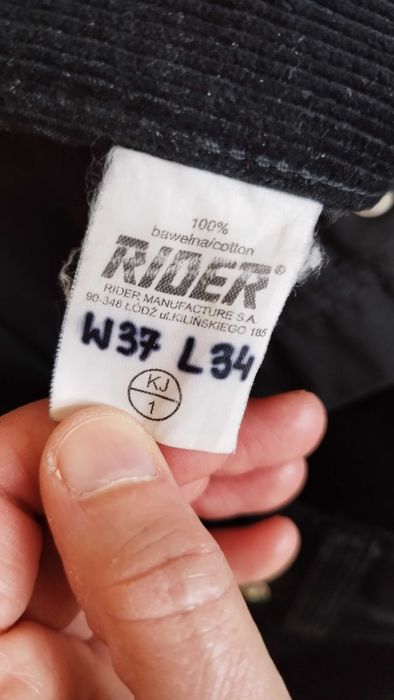 100%
bawełna/cotton
RIDER®
RIDER, MANUFACTURE S.A.
90-348 ŁÓDŹ ul.KILIŃSKIEGO 185
W37 L34
KJ
1